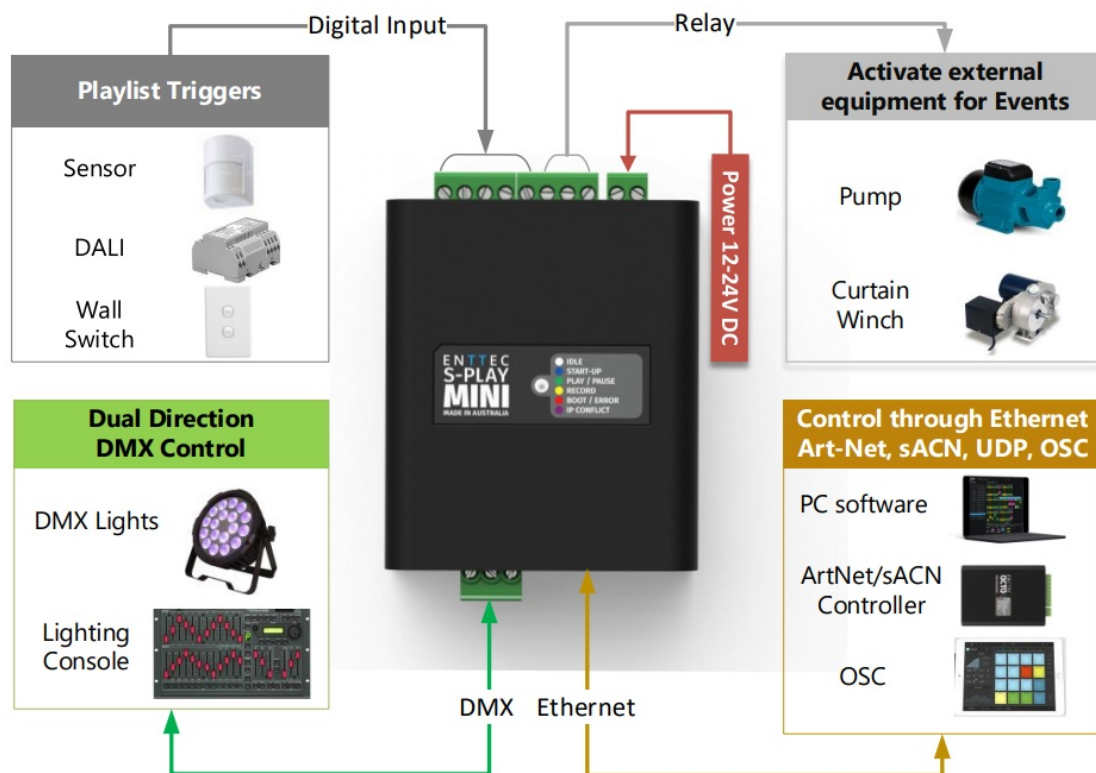 Digital Input
Relay
Playlist Triggers
Sensor
DALI
Wall
Switch
Activate external
equipment for Events
Pump
Curtain
Winch
Power 12-24V DC
ENTTEC
S-PLAY
MINI
MADE IN AUSTRALIA
IDLE
START-UP
PLAY / PAUSE
RECORD
BOOT / ERROR
IP CONFLICT
Dual Direction
DMX Control
DMX Lights
Lighting
Console
Control through Ethernet
Art-Net, sACN, UDP, OSC
PC software
ArtNet/sACN
Controller
OSC
DMX
Ethernet